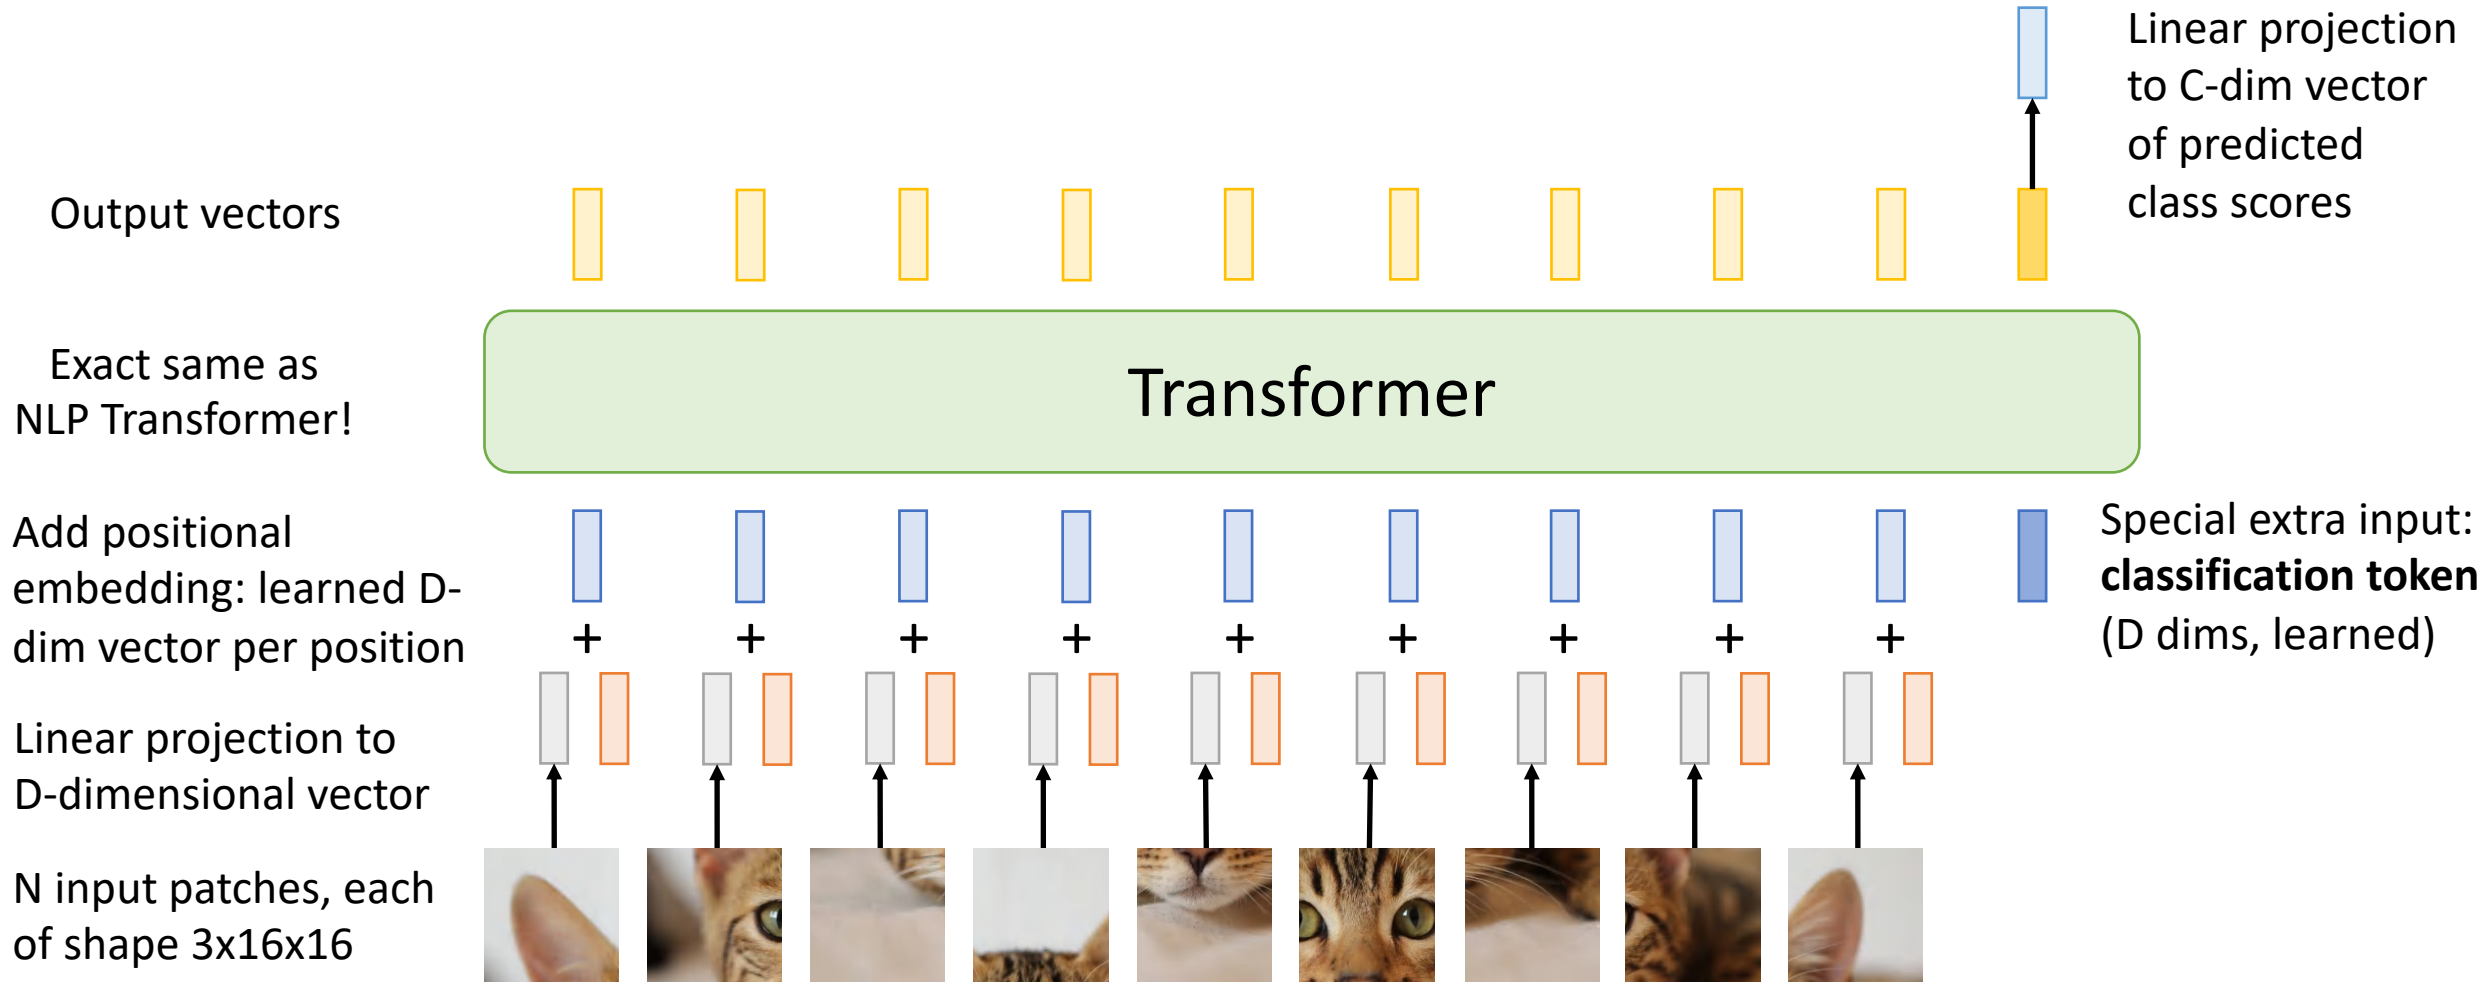 Linear projection
to C-dim vector
of predicted
class scores
Output vectors
Exact same as
NLP Transformer!
Transformer
Add positional
embedding: learned D-
dim vector per position
Special extra input:
classification token
(D dims, learned)
+ + + + + + + + +
Linear projection to
D-dimensional vector
N input patches, each
of shape 3x16x16